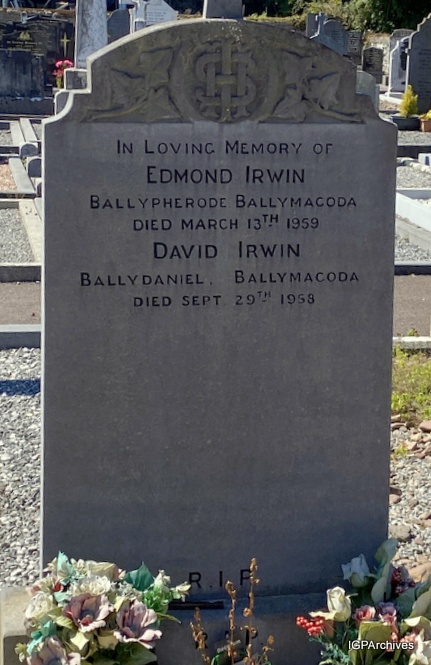 IHS
IN LOVING MEMORY OF
EDMOND IRWIN
BALLYPHERODE BALLYMACODA
DIED MARCH 13TH 1959
DAVID IRWIN
BALLYDANIEL, BALLYMACODA
DIED SEPT. 29TH 1958
R.I.P.
IGPArchives